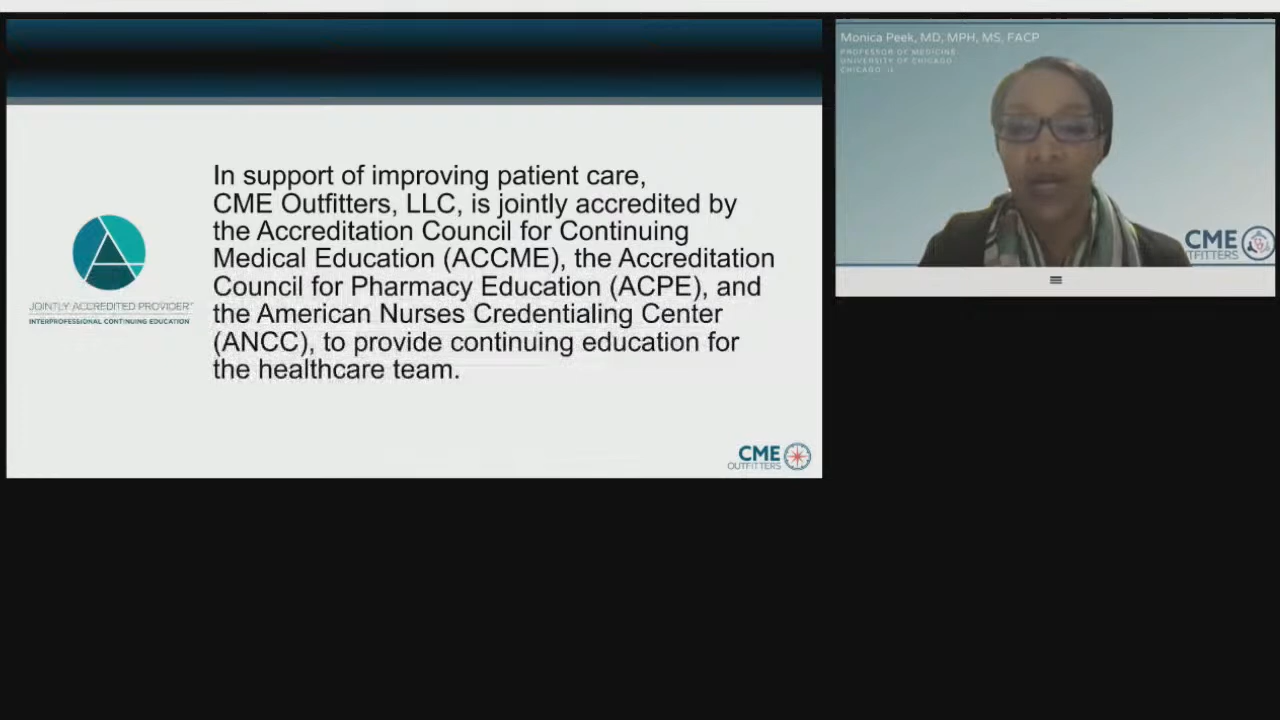 In support of improving patient care,
CME Outfitters, LLC, is jointly accredited by
the Accreditation Council for Continuing
Medical Education (ACCME), the Accreditation
Council for Pharmacy Education (ACPE), and
the American Nurses Credentialing Center
(ANCC), to provide continuing education for
the healthcare team.
JOINTLY ACCREDITED PROVIDER™
INTERPROFESSIONAL CONTINUING EDUCATION
CME
OUTFITTERS
Monica Peek, MD, MPH, MS, FACP
PROFESSOR OF MEDICINE
UNIVERSITY OF CHICAGO
CHICAGO, IL
CME
OUTFITTERS